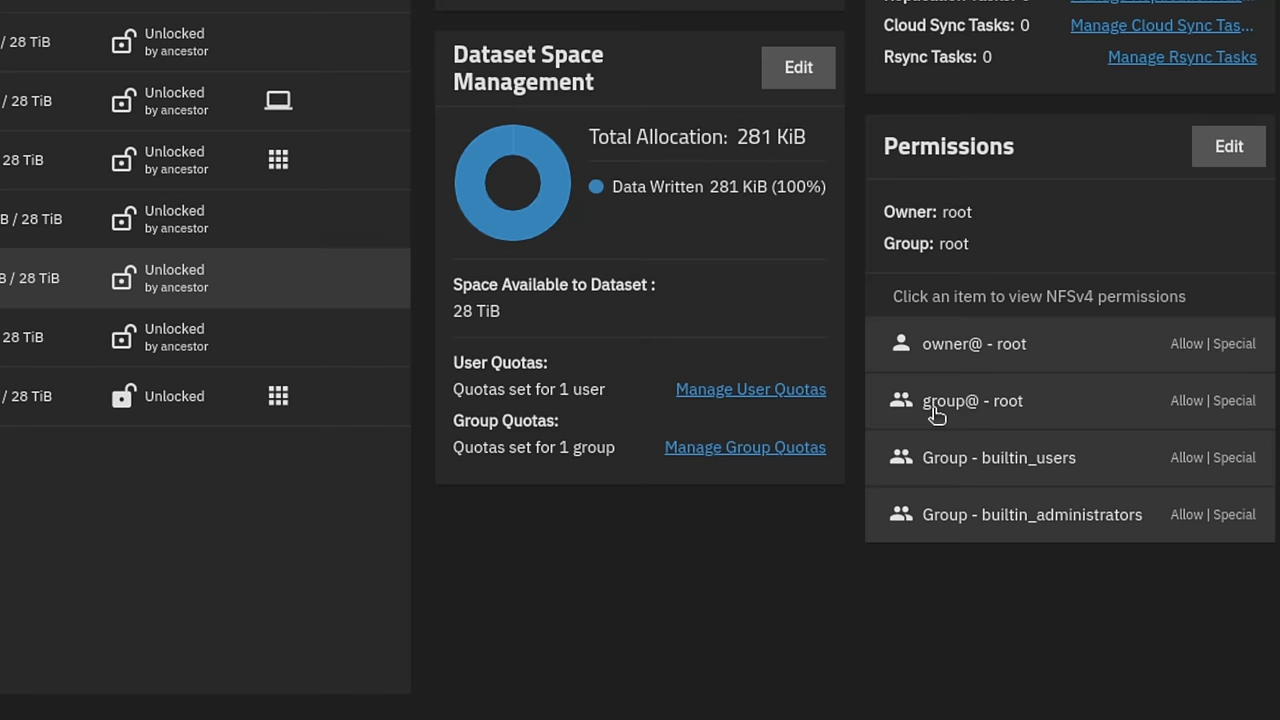 / 28 TiB
Unlocked
by ancestor
/ 28 TiB
Unlocked
by ancestor
28 TiB
Unlocked
by ancestor
B / 28 TiB
Unlocked
by ancestor
B / 28 TiB
Unlocked
by ancestor
28 TiB
Unlocked
by ancestor
/ 28 TiB
Unlocked
Dataset Space
Management
Edit
Total Allocation: 281 KiB
Data Written 281 KiB (100%)
Space Available to Dataset :
28 TiB
User Quotas:
Quotas set for 1 user Manage User Quotas
Group Quotas:
Quotas set for 1 group Manage Group Quotas
Cloud Sync Tasks: 0 Manage Cloud Sync Tas...
Rsync Tasks: 0 Manage Rsync Tasks
Permissions
Edit
Owner: root
Group: root
Click an item to view NFSv4 permissions
owner@ - root Allow | Special
group@ - root Allow | Special
Group - builtin_users Allow | Special
Group - builtin_administrators Allow | Special